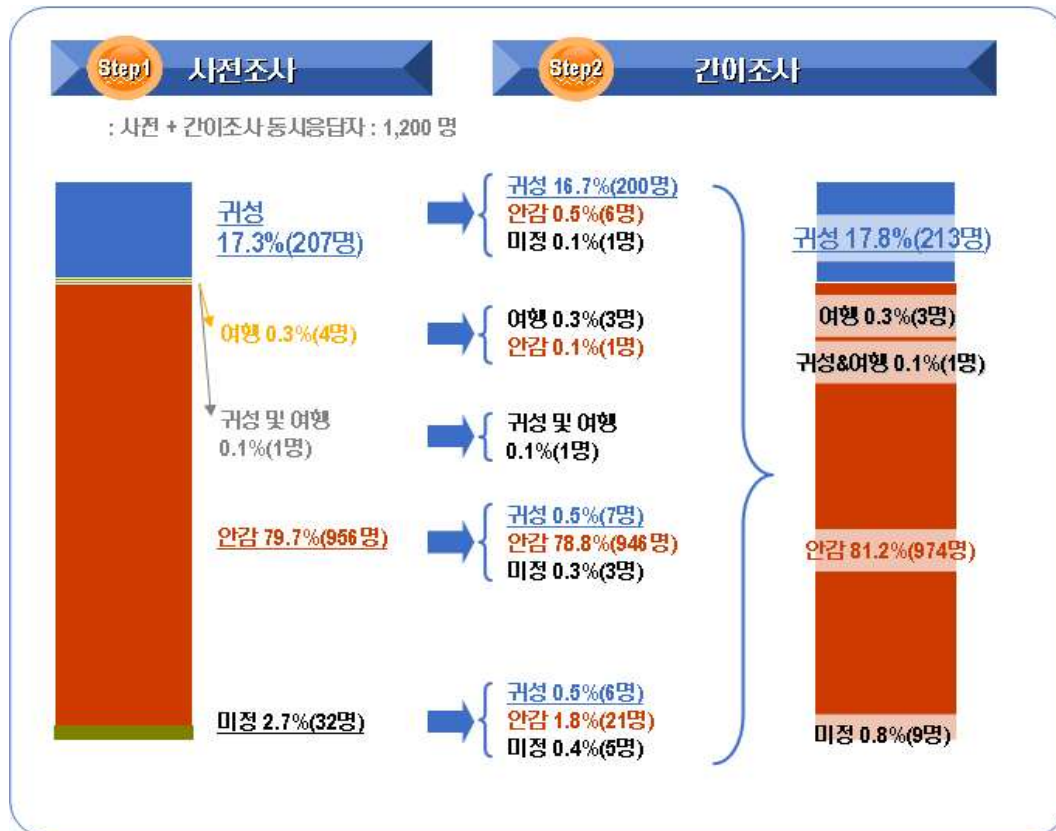 Step1 사전조사
Step2 간이조사
: 사전 + 간이조사 동시응답자 : 1,200 명
귀성
17.3%(207명)
귀성 16.7%(200명)
안감 0.5%(6명)
미정 0.1%(1명)
여행 0.3%(4명)
여행 0.3%(3명)
안감 0.1%(1명)
귀성 및 여행
0.1%(1명)
귀성 및 여행
0.1%(1명)
안감 79.7%(956명)
귀성 0.5%(7명)
안감 78.8%(946명)
미정 0.3%(3명)
미정 2.7%(32명)
귀성 0.5%(6명)
안감 1.8%(21명)
미정 0.4%(5명)
귀성 17.8%(213명)
여행 0.3%(3명)
귀성&여행 0.1%(1명)
안감 81.2%(974명)
미정 0.8%(9명)